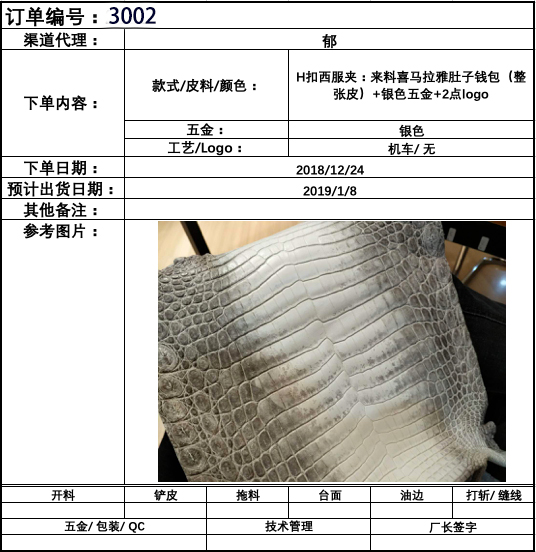 订单编号：3002
渠道代理： 郁
下单内容： 款式/皮料/颜色： H扣西服夹：来料喜马拉雅肚子钱包（整
张皮）+银色五金+2点logo
五金： 银色
工艺/Logo： 机车/ 无
下单日期： 2018/12/24
预计出货日期： 2019/1/8
其他备注：
参考图片：
开料 铲皮 拖料 台面 油边 打斩/ 缝线
五金/ 包装/ QC 技术管理 厂长签字